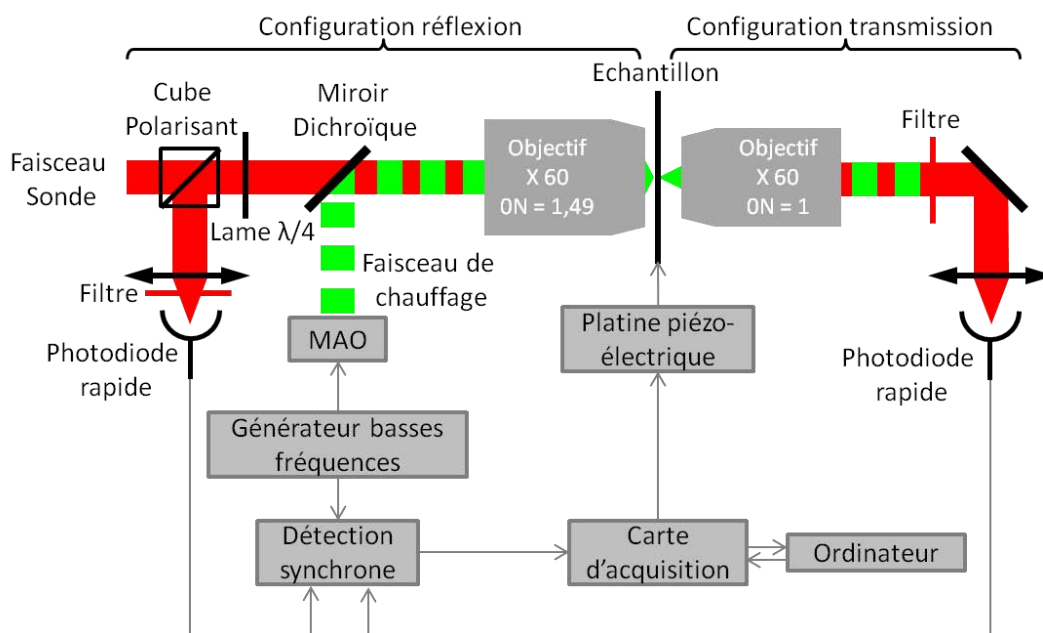 Configuration réflexion
Configuration transmission
Echantillon
Cube
Polarisant
Miroir
Dichroïque
Filtre
Faisceau
Sonde
Objectif
X 60
0N = 1,49
Objectif
X 60
0N = 1
Lame λ/4
Filtre
Faisceau de
chauffage
MAO
Platine piézo-
électrique
Photodiode
rapide
Photodiode
rapide
Générateur basses
fréquences
Détection
synchrone
Carte
d'acquisition
Ordinateur